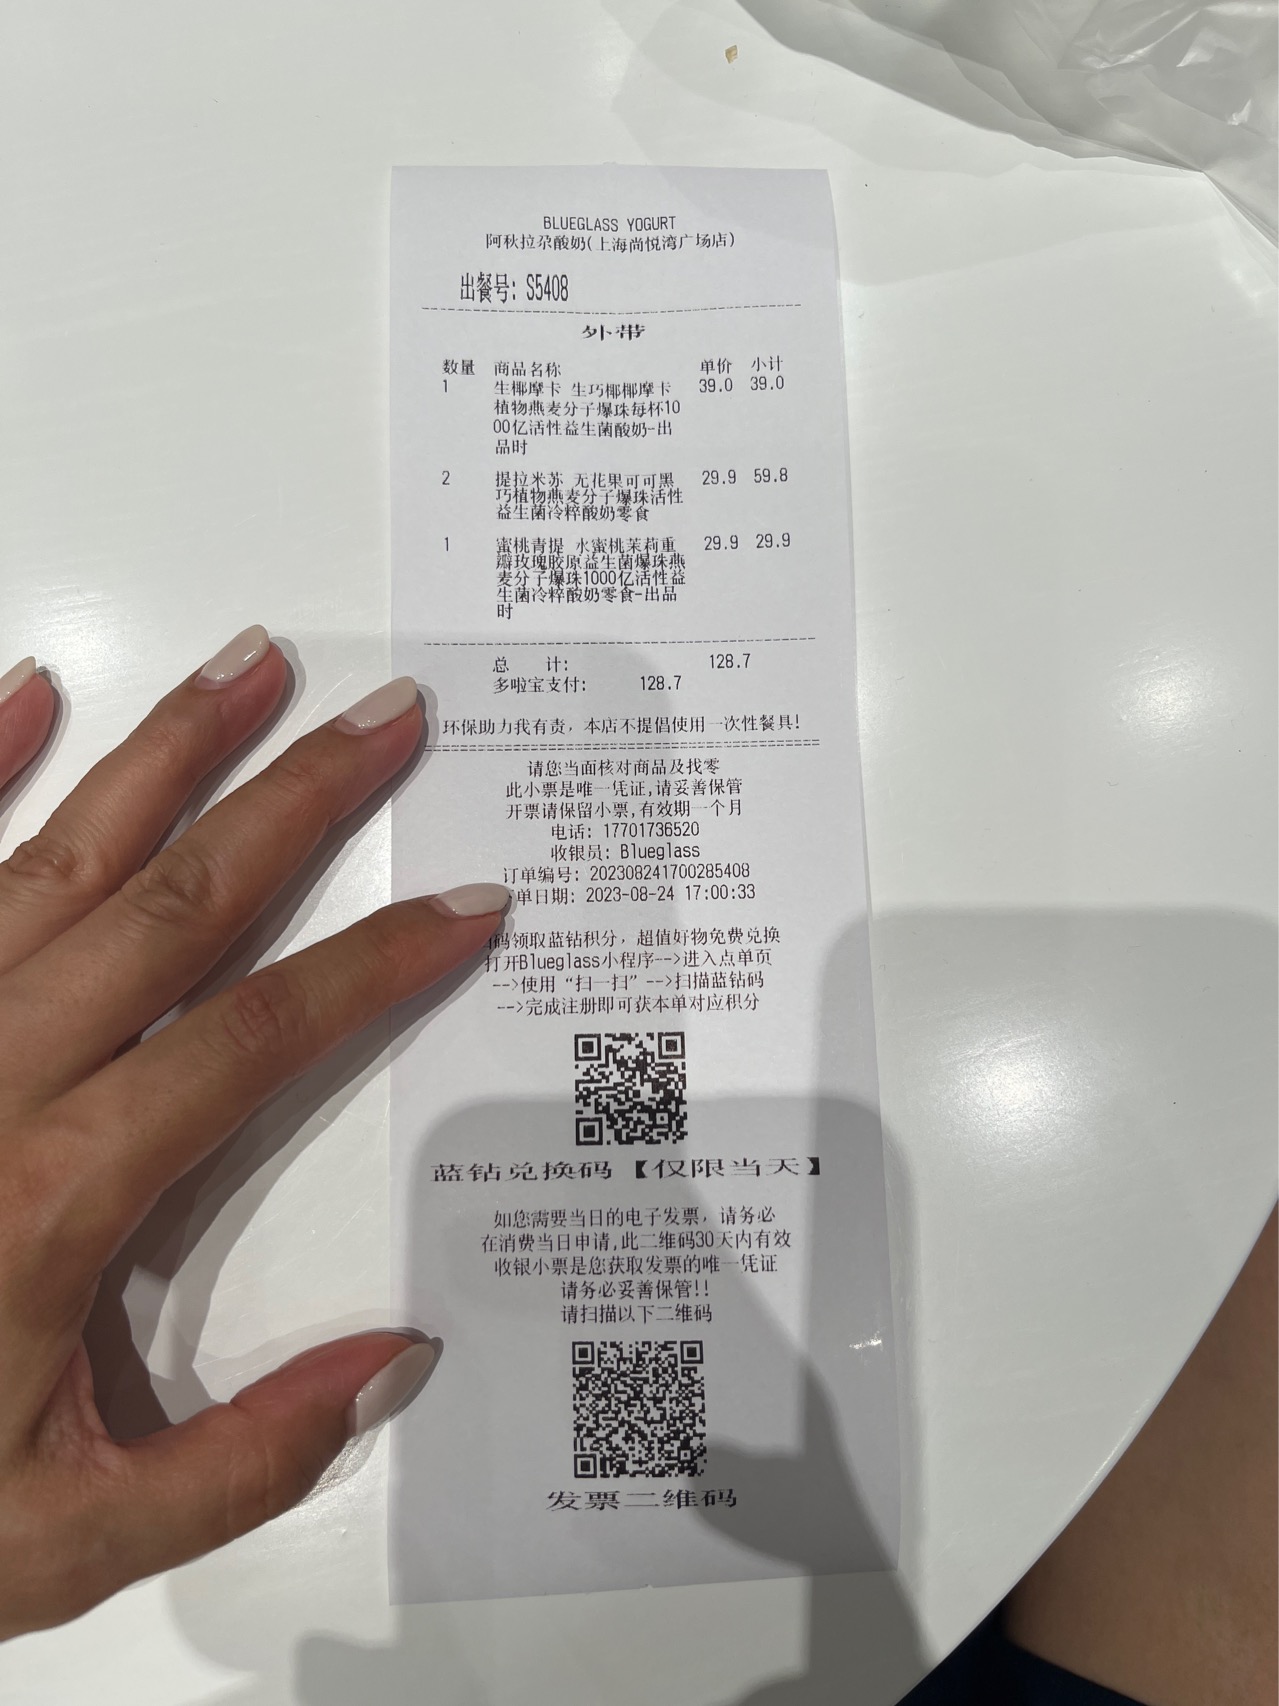 BLUEGLASS YOGURT
阿秋拉尕酸奶(上海尚悦湾广场店)
出餐号: S5408
外带
数量 商品名称 单价 小计
1 生椰摩卡 生巧椰椰摩卡 39.0 39.0
植物燕麦分子爆珠每杯10
00亿活性益生菌酸奶-出
品时
2 提拉米苏 无花果可可黑 29.9 59.8
巧植物燕麦分子爆珠活性
益生菌冷粹酸奶零食
1 蜜桃青提 水蜜桃茉莉重 29.9 29.9
瓣玫瑰胶原益生菌爆珠燕
麦分子爆珠1000亿活性益
生菌冷粹酸奶零食-出品
时
总 计: 128.7
多啦宝支付: 128.7
环保助力我有责，本店不提倡使用一次性餐具!
请您当面核对商品及找零
此小票是唯一凭证,请妥善保管
开票请保留小票,有效期一个月
电话: 17701736520
收银员: Blueglass
订单编号: 202308241700285408
单日期: 2023-08-24 17:00:33
码领取蓝钻积分，超值好物免费兑换
打开Blueglass小程序-->进入点单页
-->使用“扫一扫”-->扫描蓝钻码
-->完成注册即可获本单对应积分
蓝钻兑换码【仅限当天】
如您需要当日的电子发票，请务必
在消费当日申请,此二维码30天内有效
收银小票是您获取发票的唯一凭证
请务必妥善保管!!
请扫描以下二维码
发票二维码